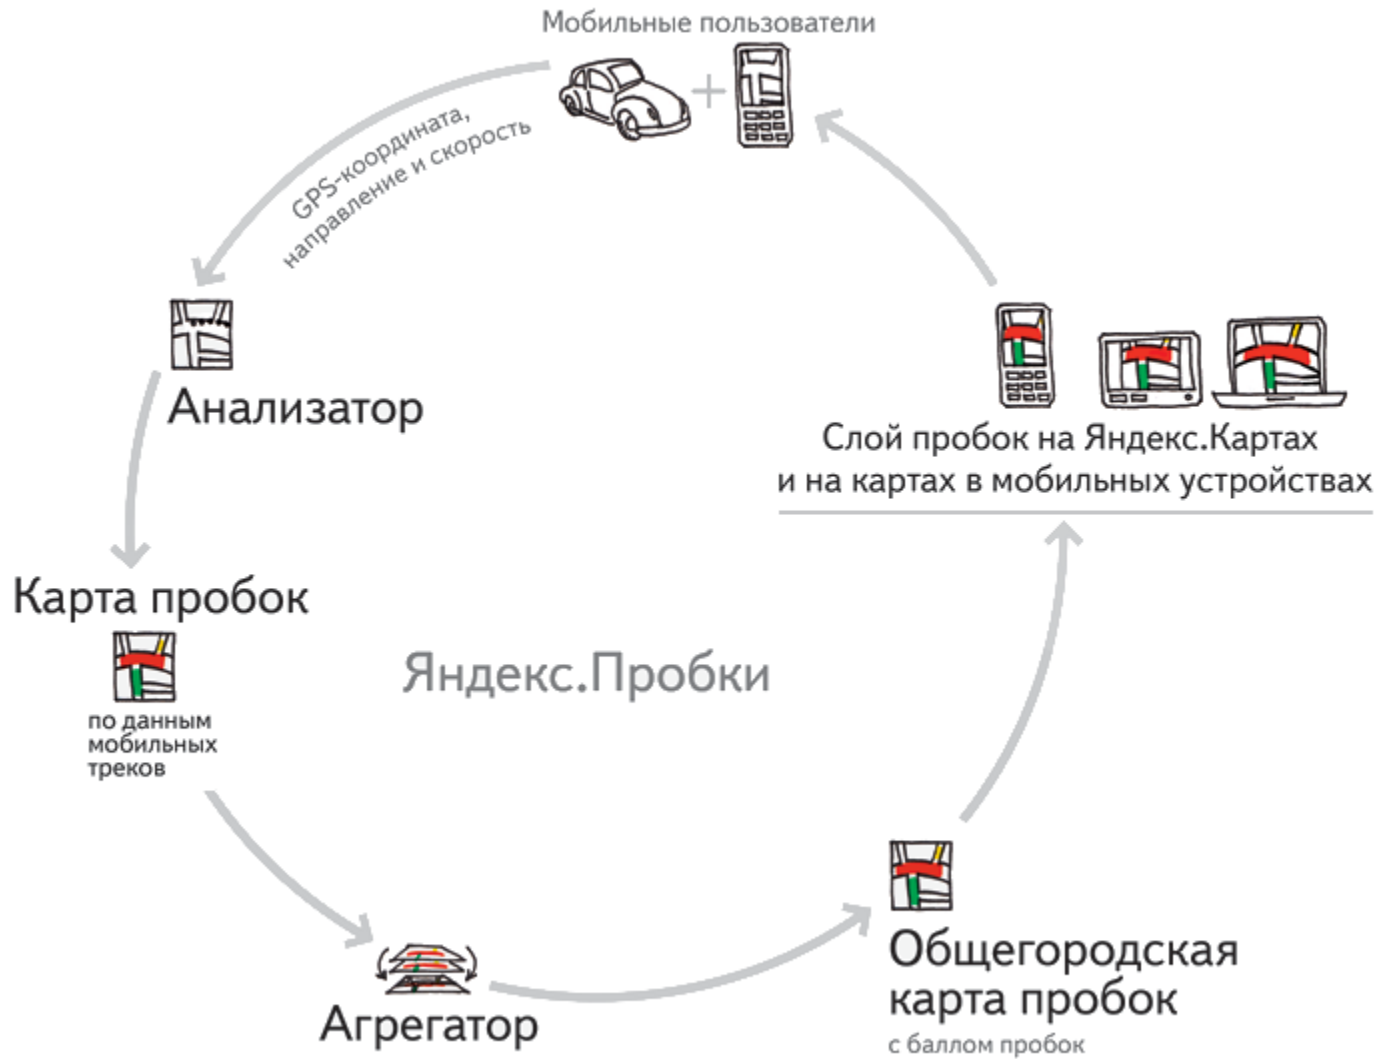 Мобильные пользователи
GPS-координата,
направление и скорость
Анализатор
Карта пробок
по данным
мобильных
треков
Яндекс.Пробки
Агрегатор
Общегородская
карта пробок
с баллом пробок
Слой пробок на Яндекс.Картах
и на картах в мобильных устройствах